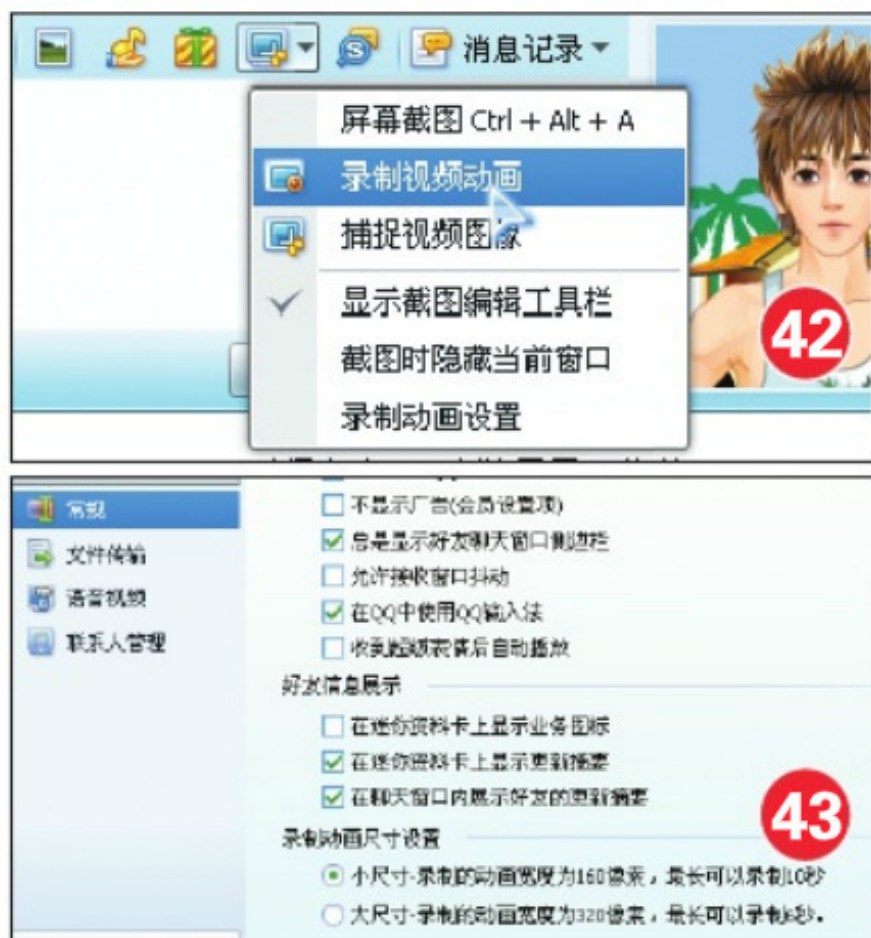 消息记录
屏幕截图 Ctrl + Alt + A
录制视频动画
捕捉视频图像
显示截图编辑工具栏
截图时隐藏当前窗口
录制动画设置
42
常规
文件传输
语音视频
联系人管理
不显示广告(会员设置项)
总是显示好友聊天窗口侧边栏
允许接收窗口抖动
在QQ中使用QQ输入法
收到超级表情后自动播放
好友信息展示
在迷你资料卡上显示业务图标
在迷你资料卡上显示更新摘要
在聊天窗口内展示好友的更新摘要
录制动画尺寸设置
小尺寸-录制的动画宽度为160像素，最长可以录制10秒
大尺寸-录制的动画宽度为320像素，最长可以录制6秒。
43